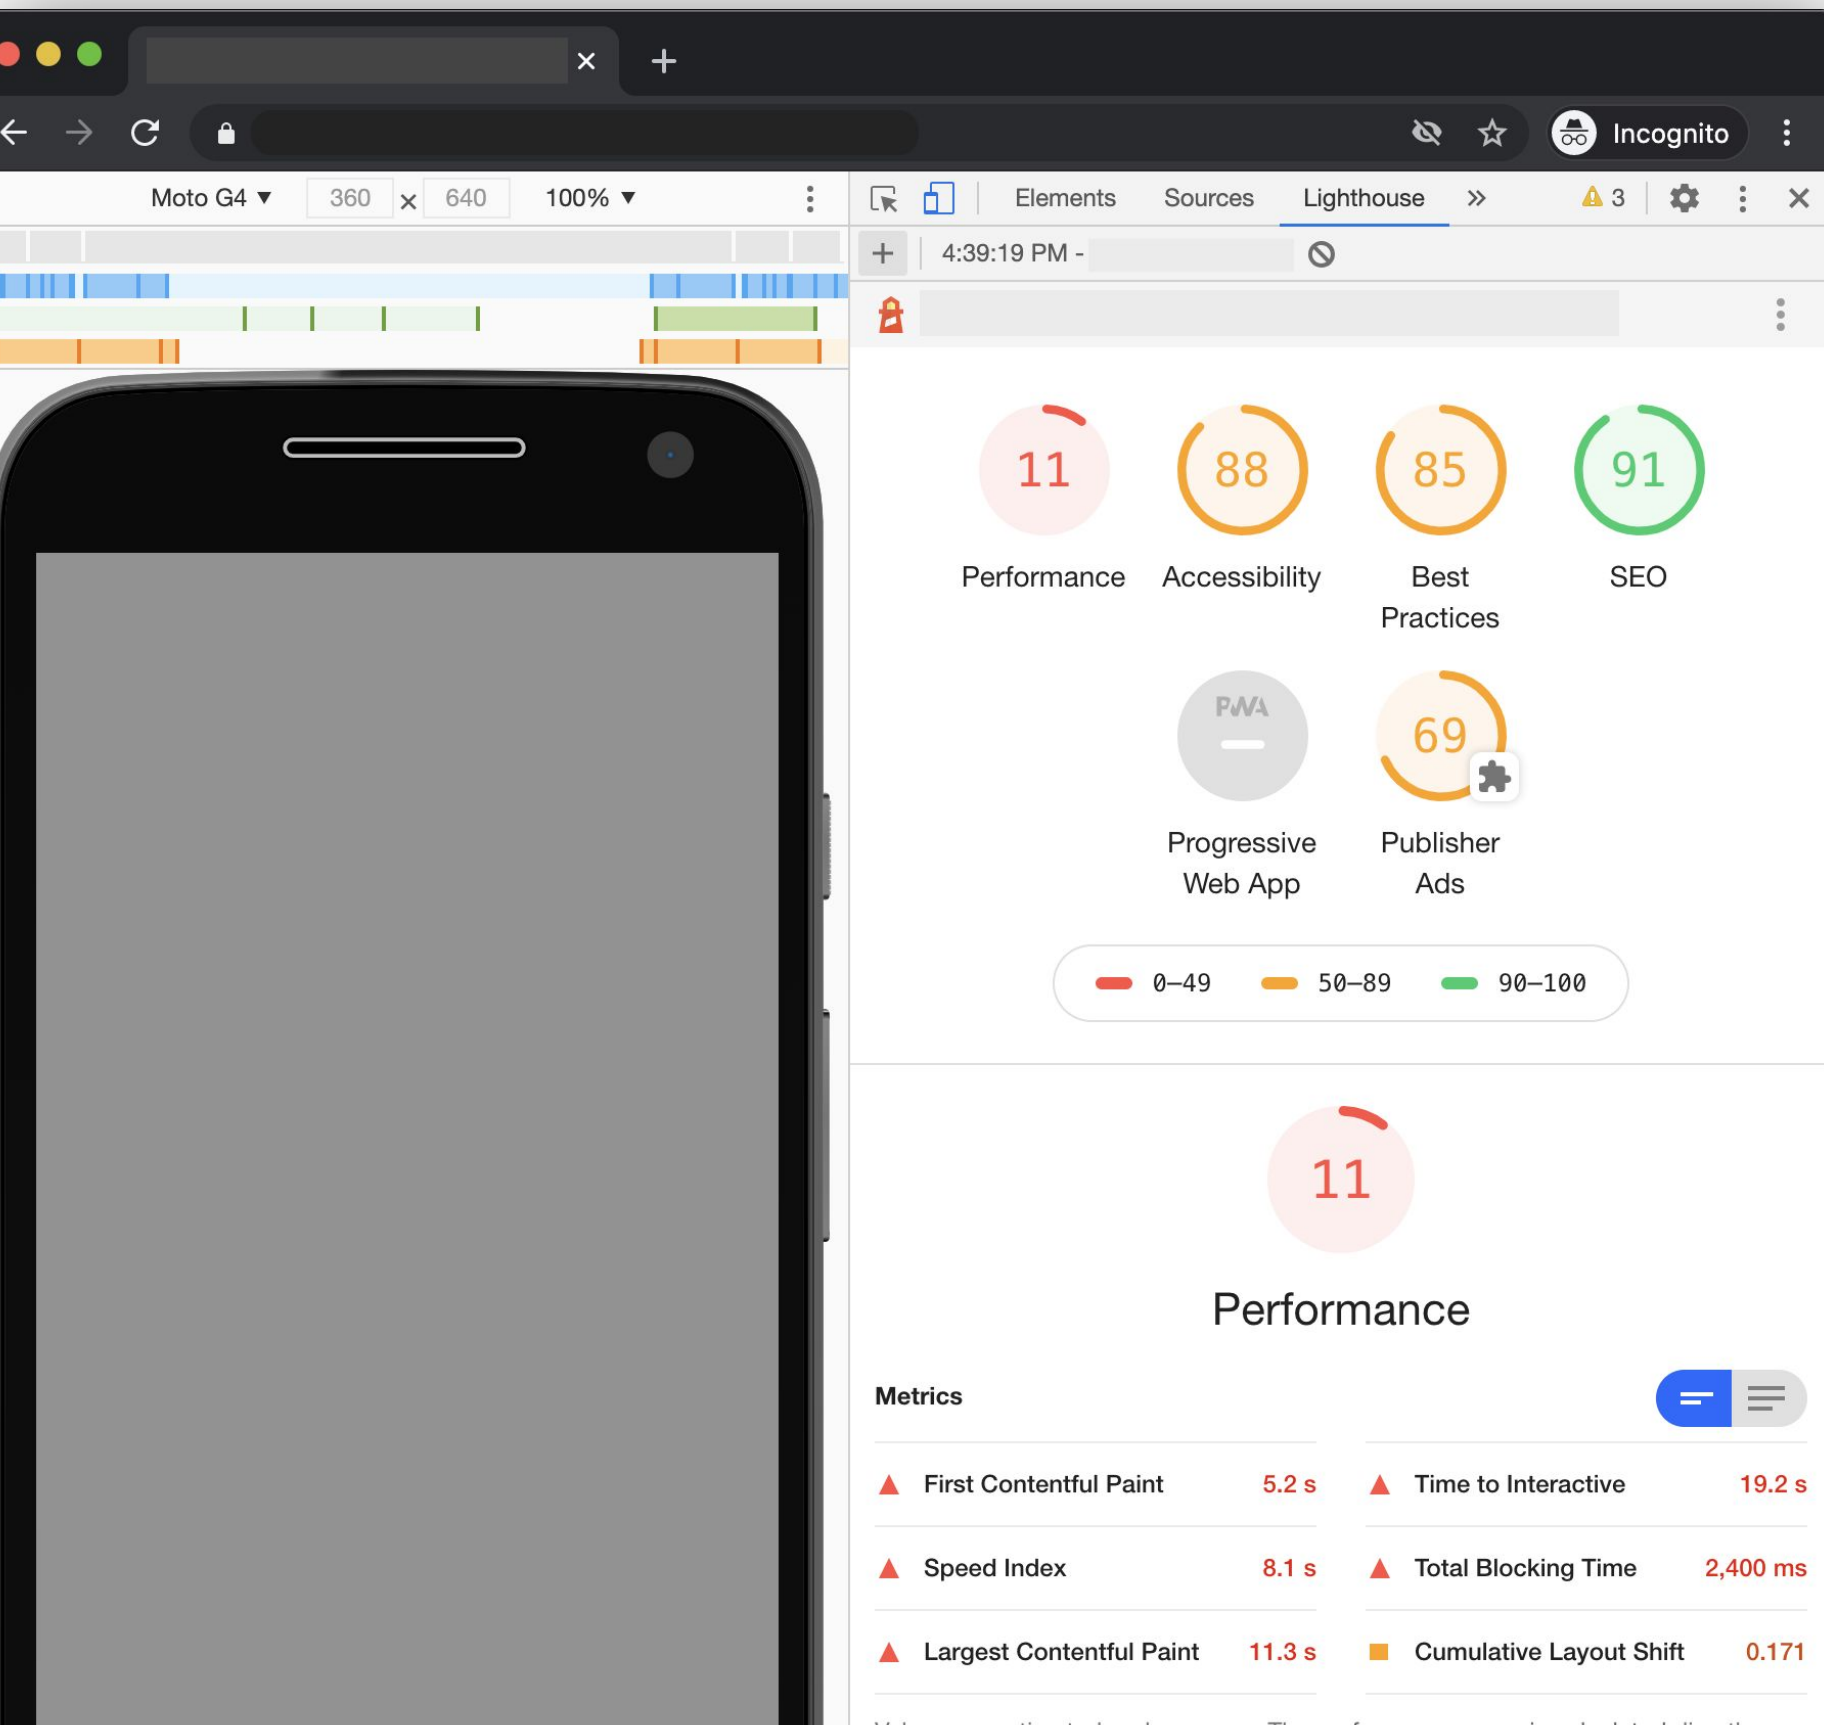 Incognito
Moto G4 ▼ 360 × 640 100% ▼
Elements Sources Lighthouse » 3
4:39:19 PM -
11 88 85 91
Performance Accessibility Best Practices SEO
PWA 69
Progressive Web App Publisher Ads
0–49 50–89 90–100
11
Performance
Metrics
First Contentful Paint 5.2 s
Time to Interactive 19.2 s
Speed Index 8.1 s
Total Blocking Time 2,400 ms
Largest Contentful Paint 11.3 s
Cumulative Layout Shift 0.171